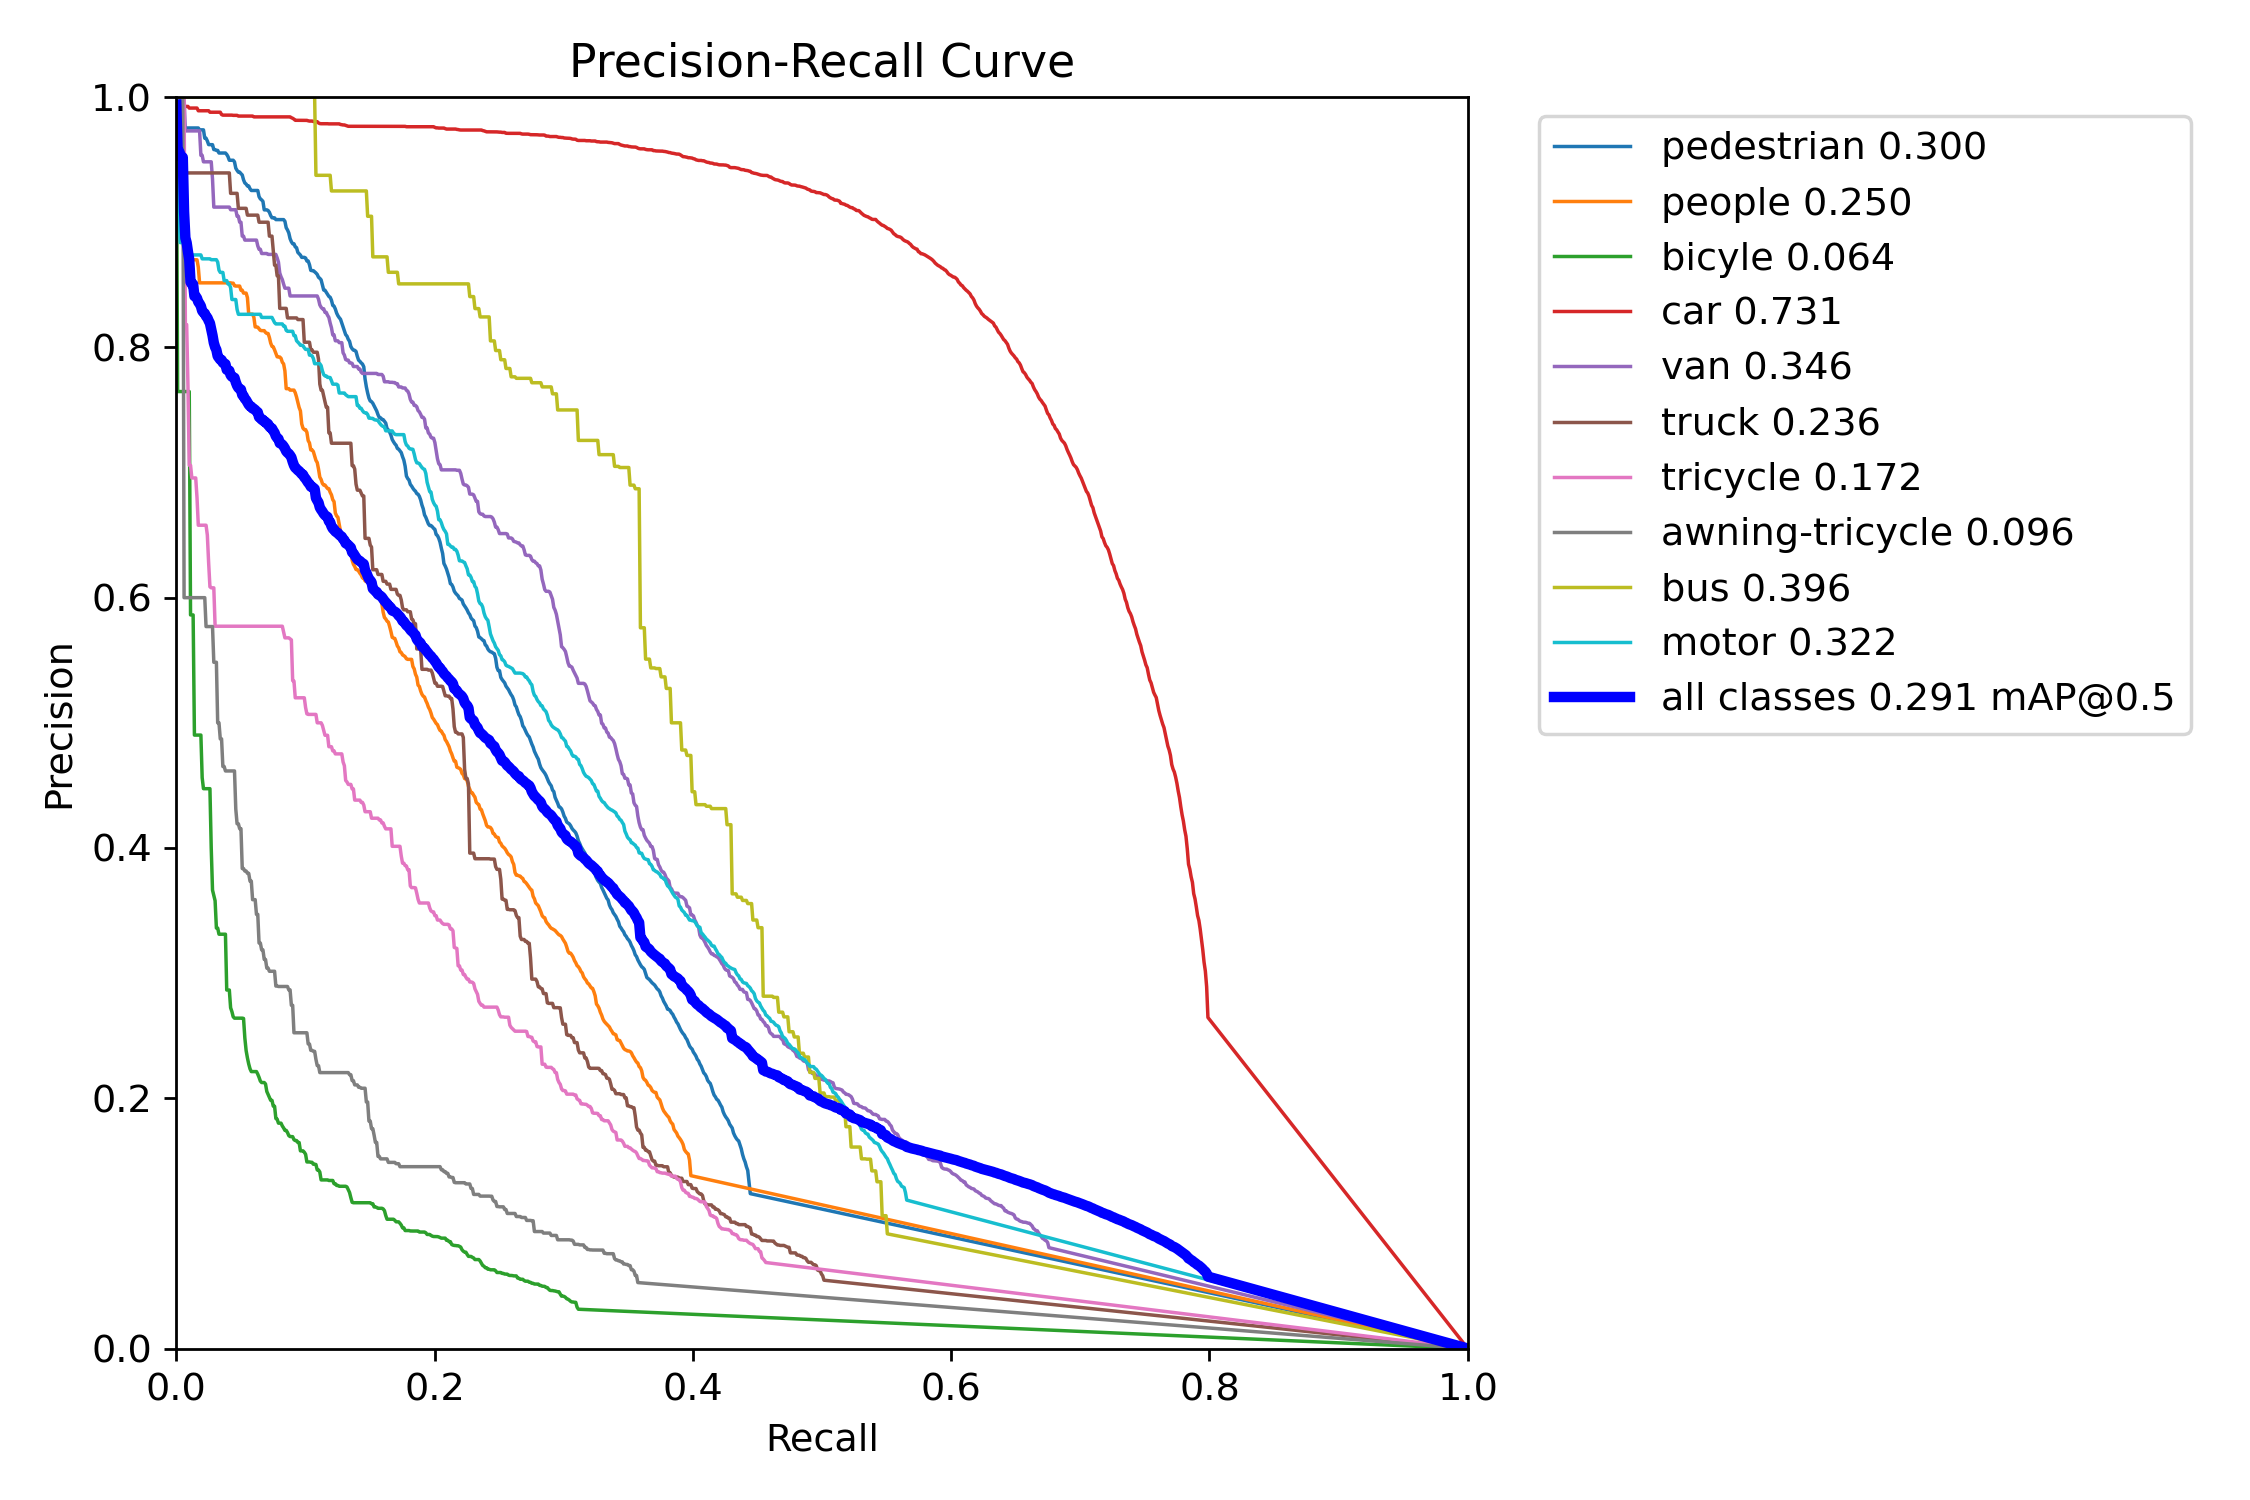 Precision-Recall Curve
1.0
0.8
0.6
0.4
0.2
0.0
Precision
0.0 0.2 0.4 0.6 0.8 1.0
Recall
pedestrian 0.300
people 0.250
bicyle 0.064
car 0.731
van 0.346
truck 0.236
tricycle 0.172
awning-tricycle 0.096
bus 0.396
motor 0.322
all classes 0.291 mAP@0.5